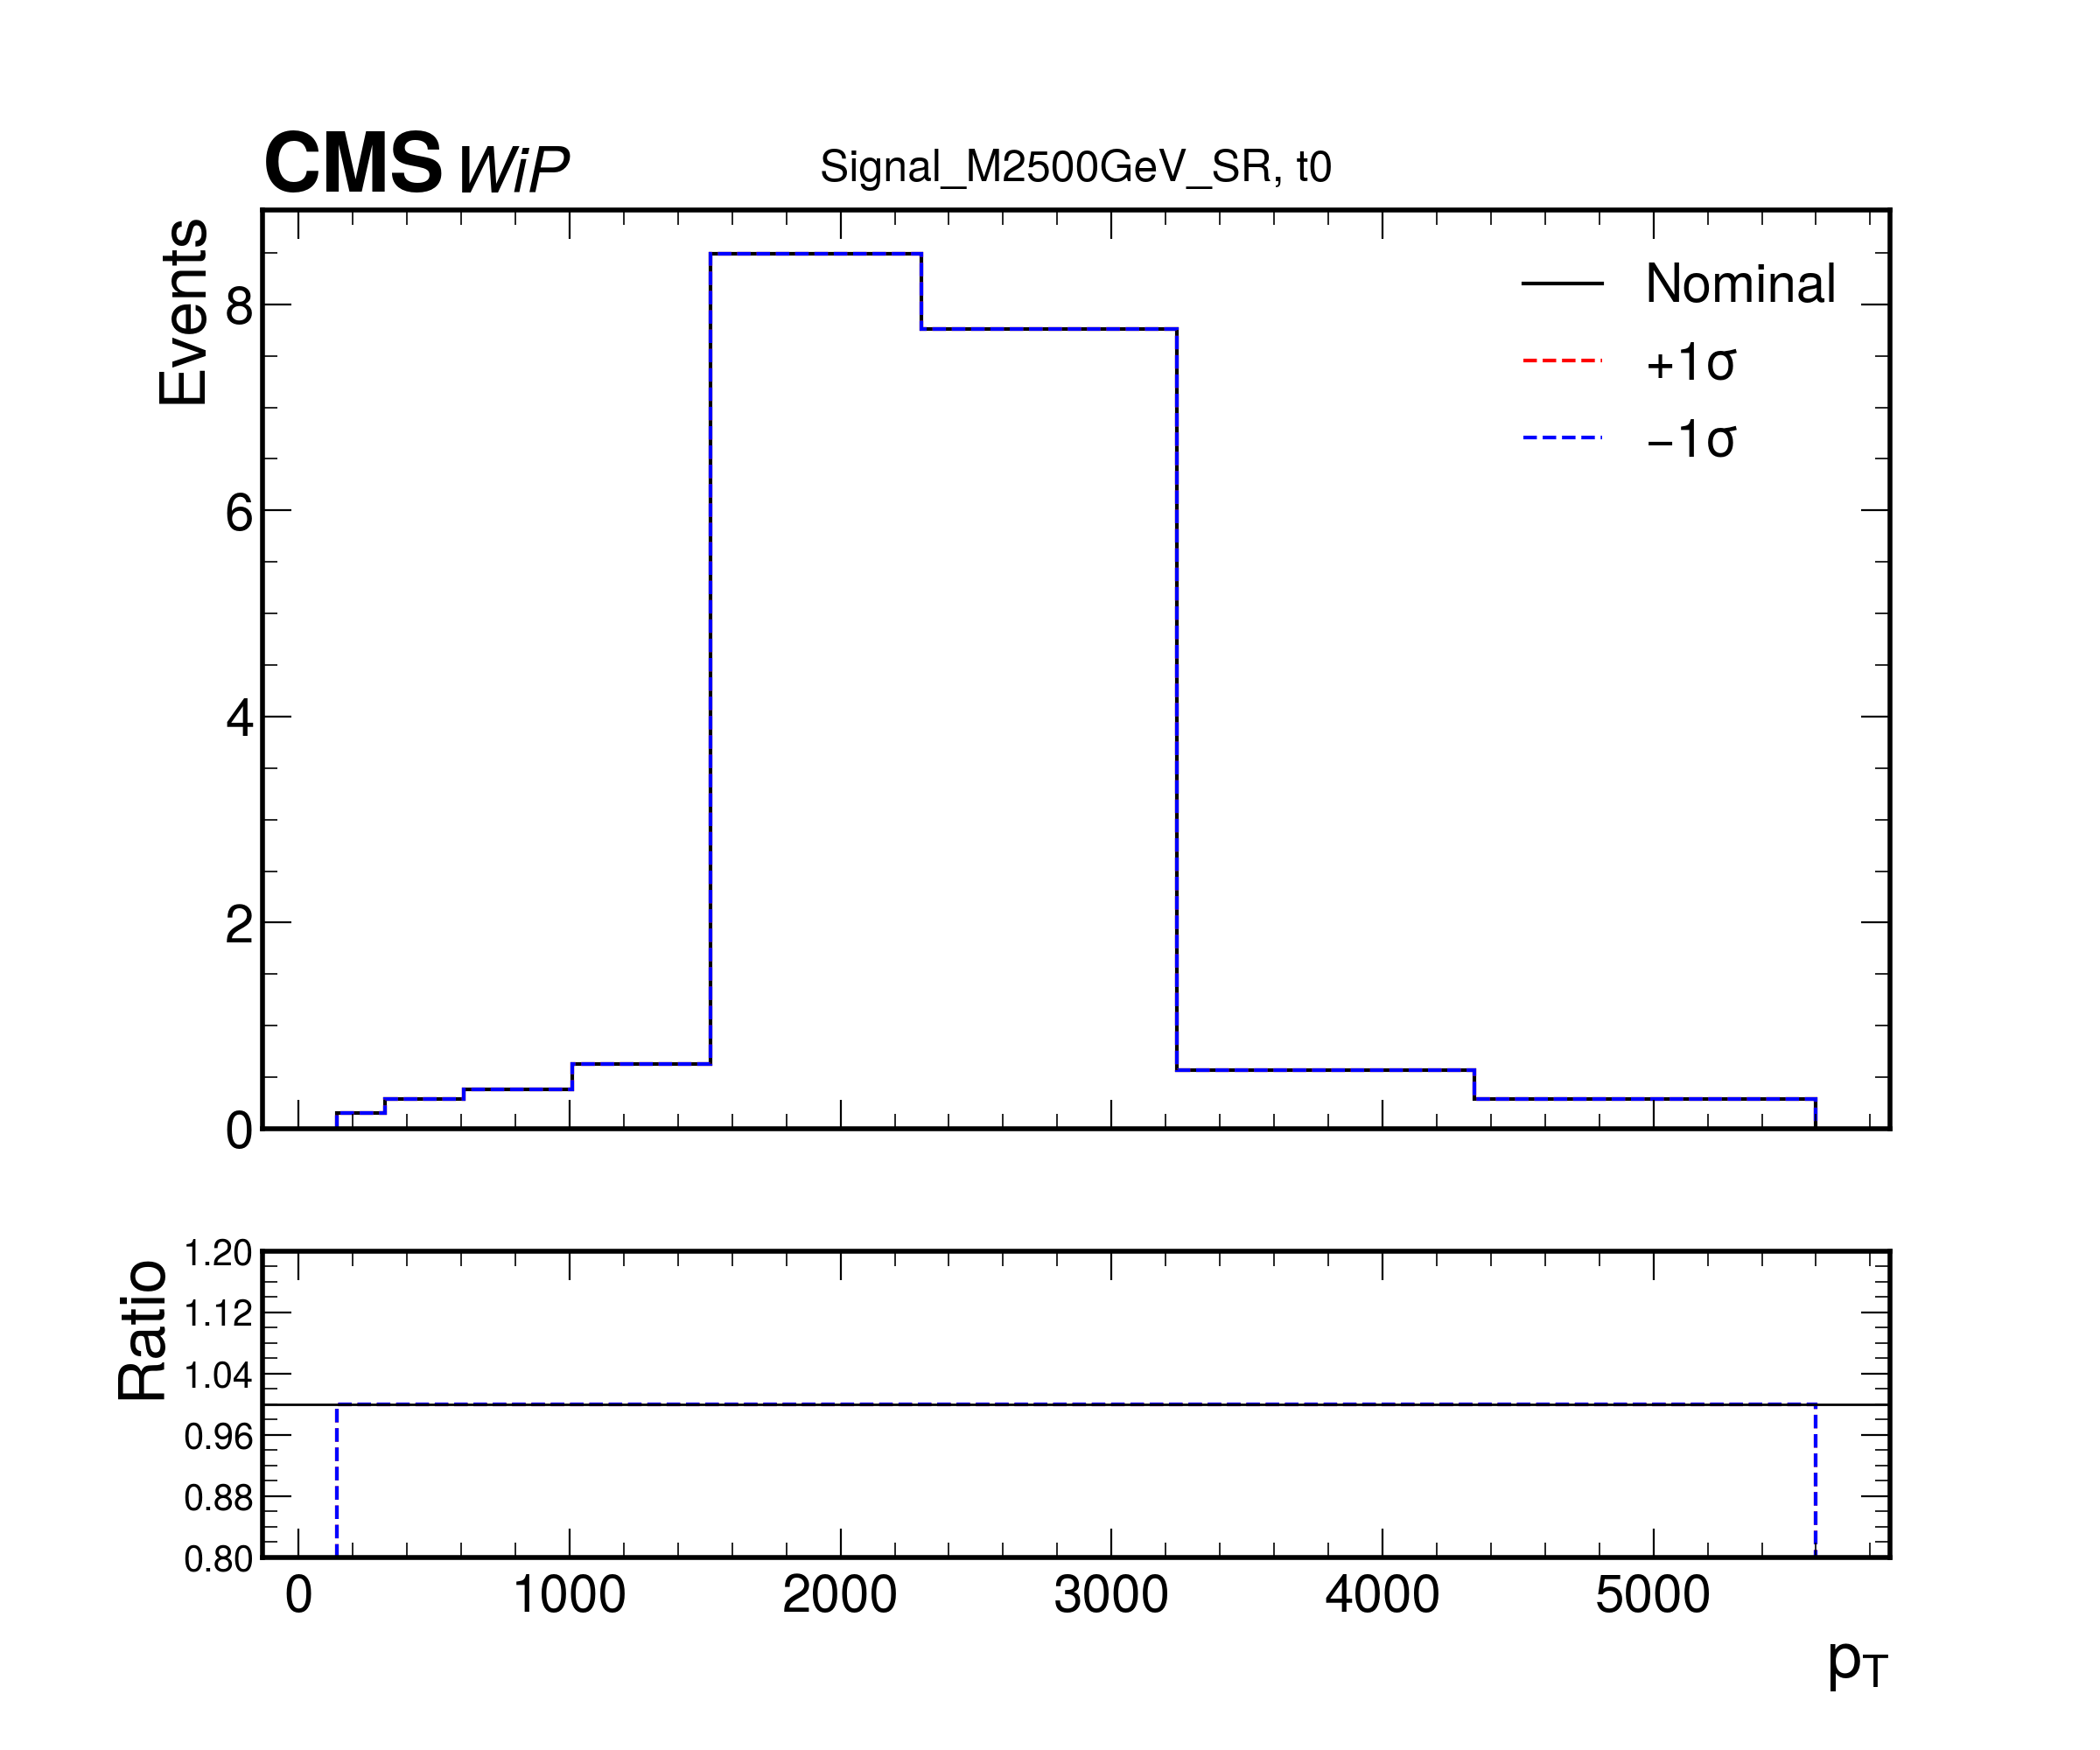 CMS WiP
Signal_M2500GeV_SR, t0
Events
8
6
4
2
0
Nominal
+1σ
−1σ
Ratio
1.20
1.12
1.04
0.96
0.88
0.80
0 1000 2000 3000 4000 5000
pT